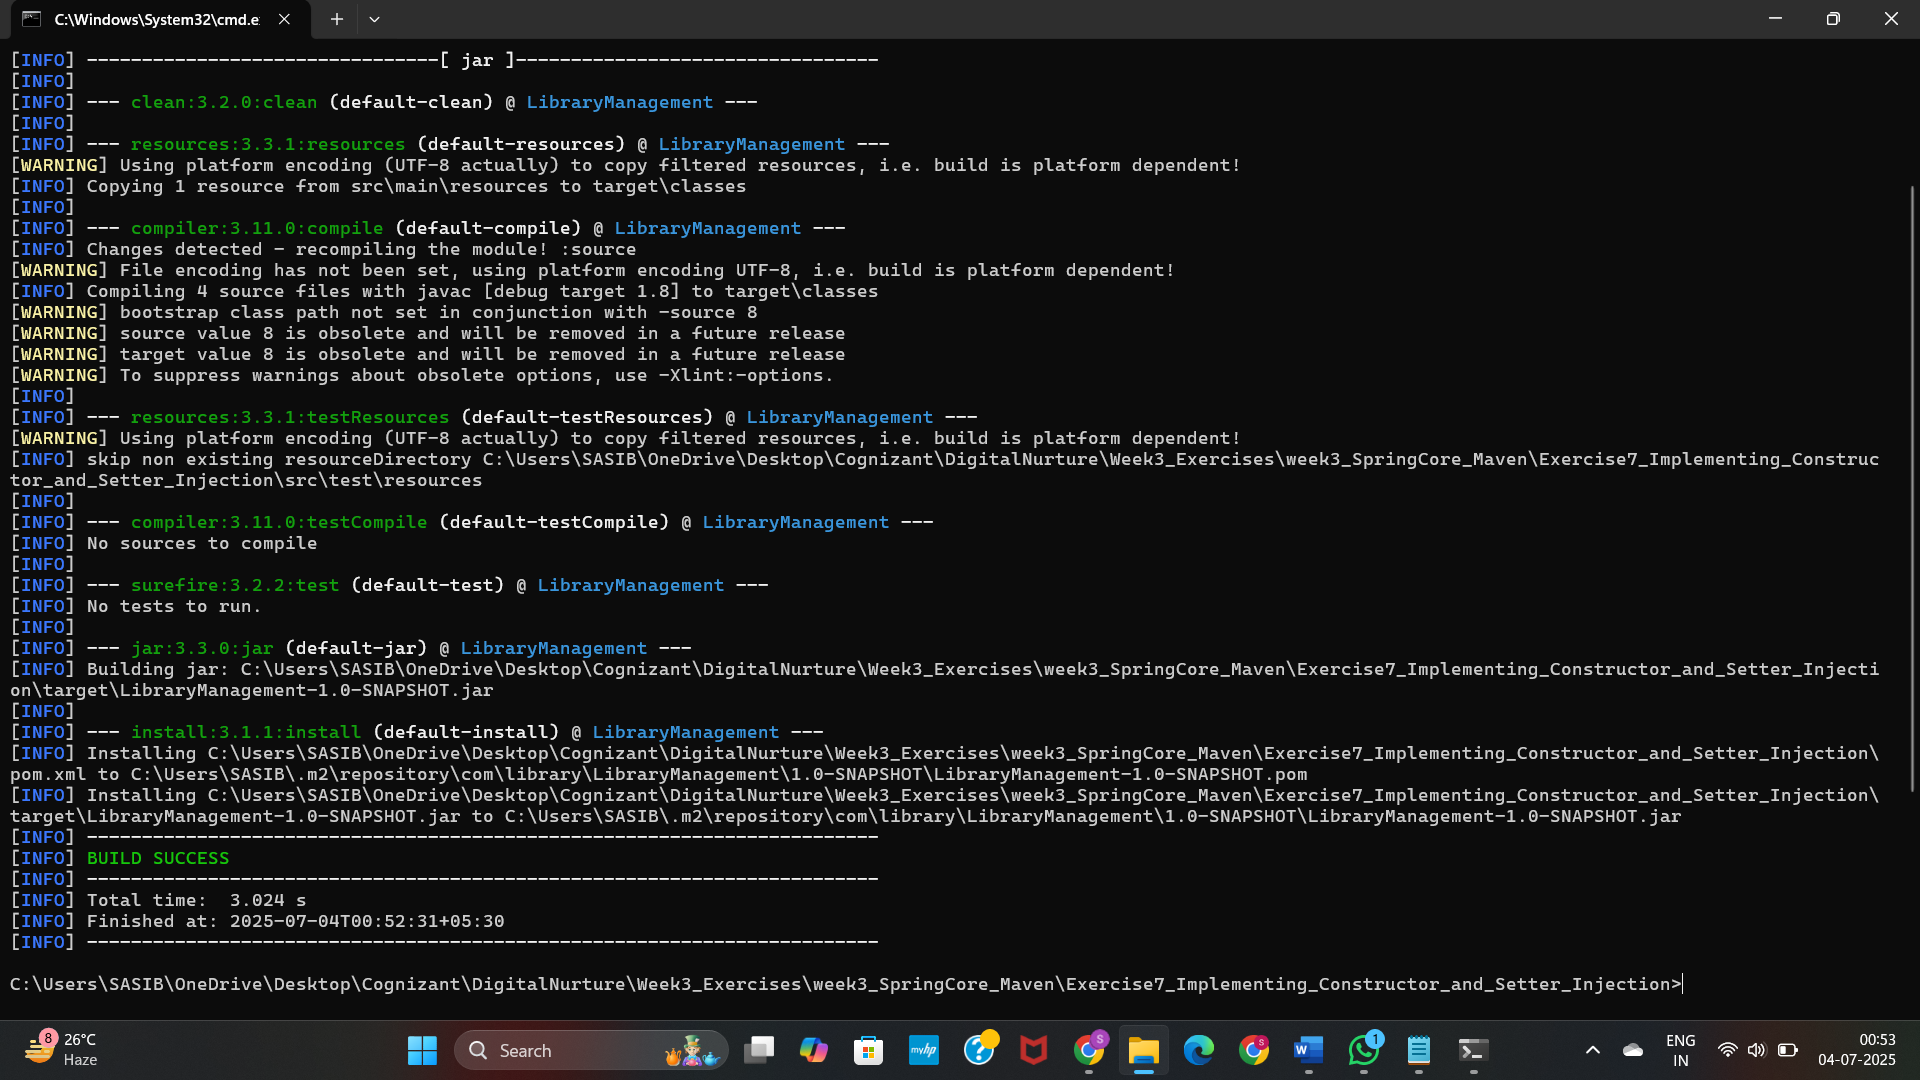 C:\Windows\System32\cmd.e
[INFO] --------------------------------[ jar ]---------------------------------
[INFO]
[INFO] --- clean:3.2.0:clean (default-clean) @ LibraryManagement ---
[INFO]
[INFO] --- resources:3.3.1:resources (default-resources) @ LibraryManagement ---
[WARNING] Using platform encoding (UTF-8 actually) to copy filtered resources, i.e. build is platform dependent!
[INFO] Copying 1 resource from src\main\resources to target\classes
[INFO]
[INFO] --- compiler:3.11.0:compile (default-compile) @ LibraryManagement ---
[INFO] Changes detected - recompiling the module! :source
[WARNING] File encoding has not been set, using platform encoding UTF-8, i.e. build is platform dependent!
[INFO] Compiling 4 source files with javac [debug target 1.8] to target\classes
[WARNING] bootstrap class path not set in conjunction with -source 8
[WARNING] source value 8 is obsolete and will be removed in a future release
[WARNING] target value 8 is obsolete and will be removed in a future release
[WARNING] To suppress warnings about obsolete options, use -Xlint:-options.
[INFO]
[INFO] --- resources:3.3.1:testResources (default-testResources) @ LibraryManagement ---
[WARNING] Using platform encoding (UTF-8 actually) to copy filtered resources, i.e. build is platform dependent!
[INFO] skip non existing resourceDirectory C:\Users\SASIB\OneDrive\Desktop\Cognizant\DigitalNurture\Week3_Exercises\week3_SpringCore_Maven\Exercise7_Implementing_Construc
tor_and_Setter_Injection\src\test\resources
[INFO]
[INFO] --- compiler:3.11.0:testCompile (default-testCompile) @ LibraryManagement ---
[INFO] No sources to compile
[INFO]
[INFO] --- surefire:3.2.2:test (default-test) @ LibraryManagement ---
[INFO] No tests to run.
[INFO]
[INFO] --- jar:3.3.0:jar (default-jar) @ LibraryManagement ---
[INFO] Building jar: C:\Users\SASIB\OneDrive\Desktop\Cognizant\DigitalNurture\Week3_Exercises\week3_SpringCore_Maven\Exercise7_Implementing_Constructor_and_Setter_Injecti
on\target\LibraryManagement-1.0-SNAPSHOT.jar
[INFO]
[INFO] --- install:3.1.1:install (default-install) @ LibraryManagement ---
[INFO] Installing C:\Users\SASIB\OneDrive\Desktop\Cognizant\DigitalNurture\Week3_Exercises\week3_SpringCore_Maven\Exercise7_Implementing_Constructor_and_Setter_Injection\
pom.xml to C:\Users\SASIB\.m2\repository\com\library\LibraryManagement\1.0-SNAPSHOT\LibraryManagement-1.0-SNAPSHOT.pom
[INFO] Installing C:\Users\SASIB\OneDrive\Desktop\Cognizant\DigitalNurture\Week3_Exercises\week3_SpringCore_Maven\Exercise7_Implementing_Constructor_and_Setter_Injection\
target\LibraryManagement-1.0-SNAPSHOT.jar to C:\Users\SASIB\.m2\repository\com\library\LibraryManagement\1.0-SNAPSHOT\LibraryManagement-1.0-SNAPSHOT.jar
[INFO] ------------------------------------------------------------------------
[INFO] BUILD SUCCESS
[INFO] ------------------------------------------------------------------------
[INFO] Total time:  3.024 s
[INFO] Finished at: 2025-07-04T00:52:31+05:30
[INFO] ------------------------------------------------------------------------
C:\Users\SASIB\OneDrive\Desktop\Cognizant\DigitalNurture\Week3_Exercises\week3_SpringCore_Maven\Exercise7_Implementing_Constructor_and_Setter_Injection>
8
26°C
Haze
Search
myhp
?
S
S
W
1
ENG
IN
00:53
04-07-2025